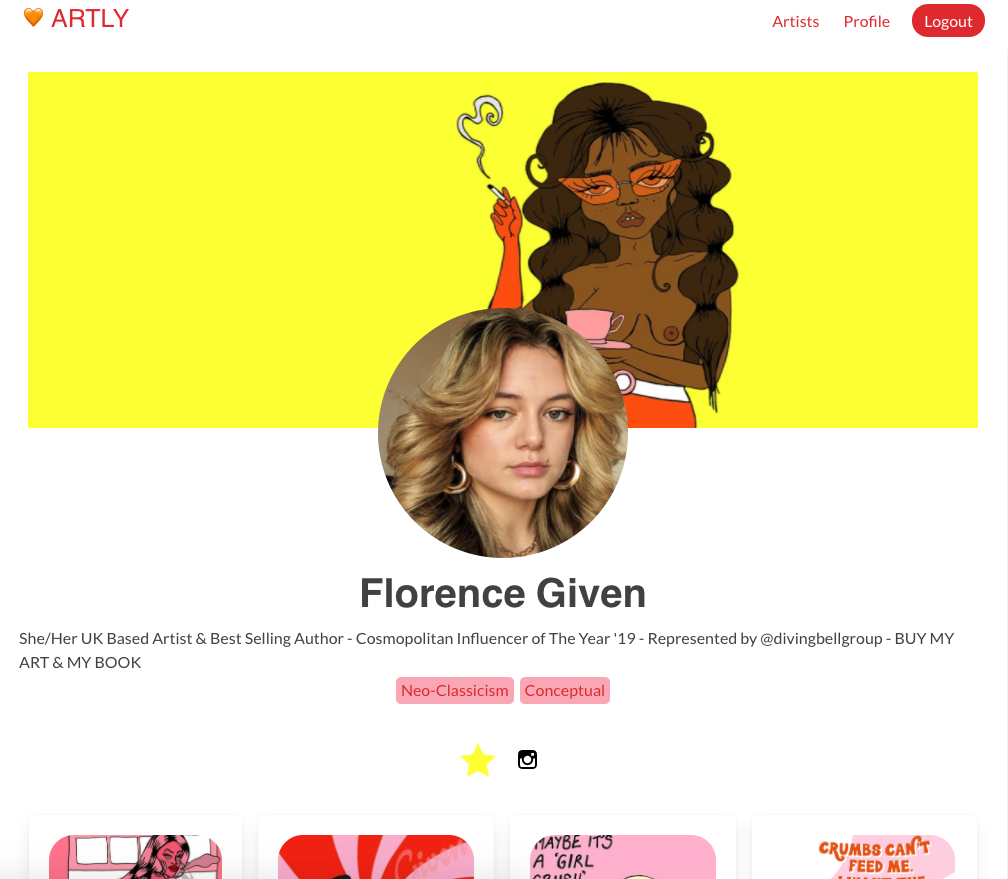 🧡 ARTLY
Artists
Profile
Logout
Florence Given
She/Her UK Based Artist & Best Selling Author - Cosmopolitan Influencer of The Year '19 - Represented by @divingbellgroup - BUY MY
ART & MY BOOK
Neo-Classicism
Conceptual
MAYBE IT'S
A 'GIRL
CRUSH'
CRUMBS CAN'T
FEED ME.